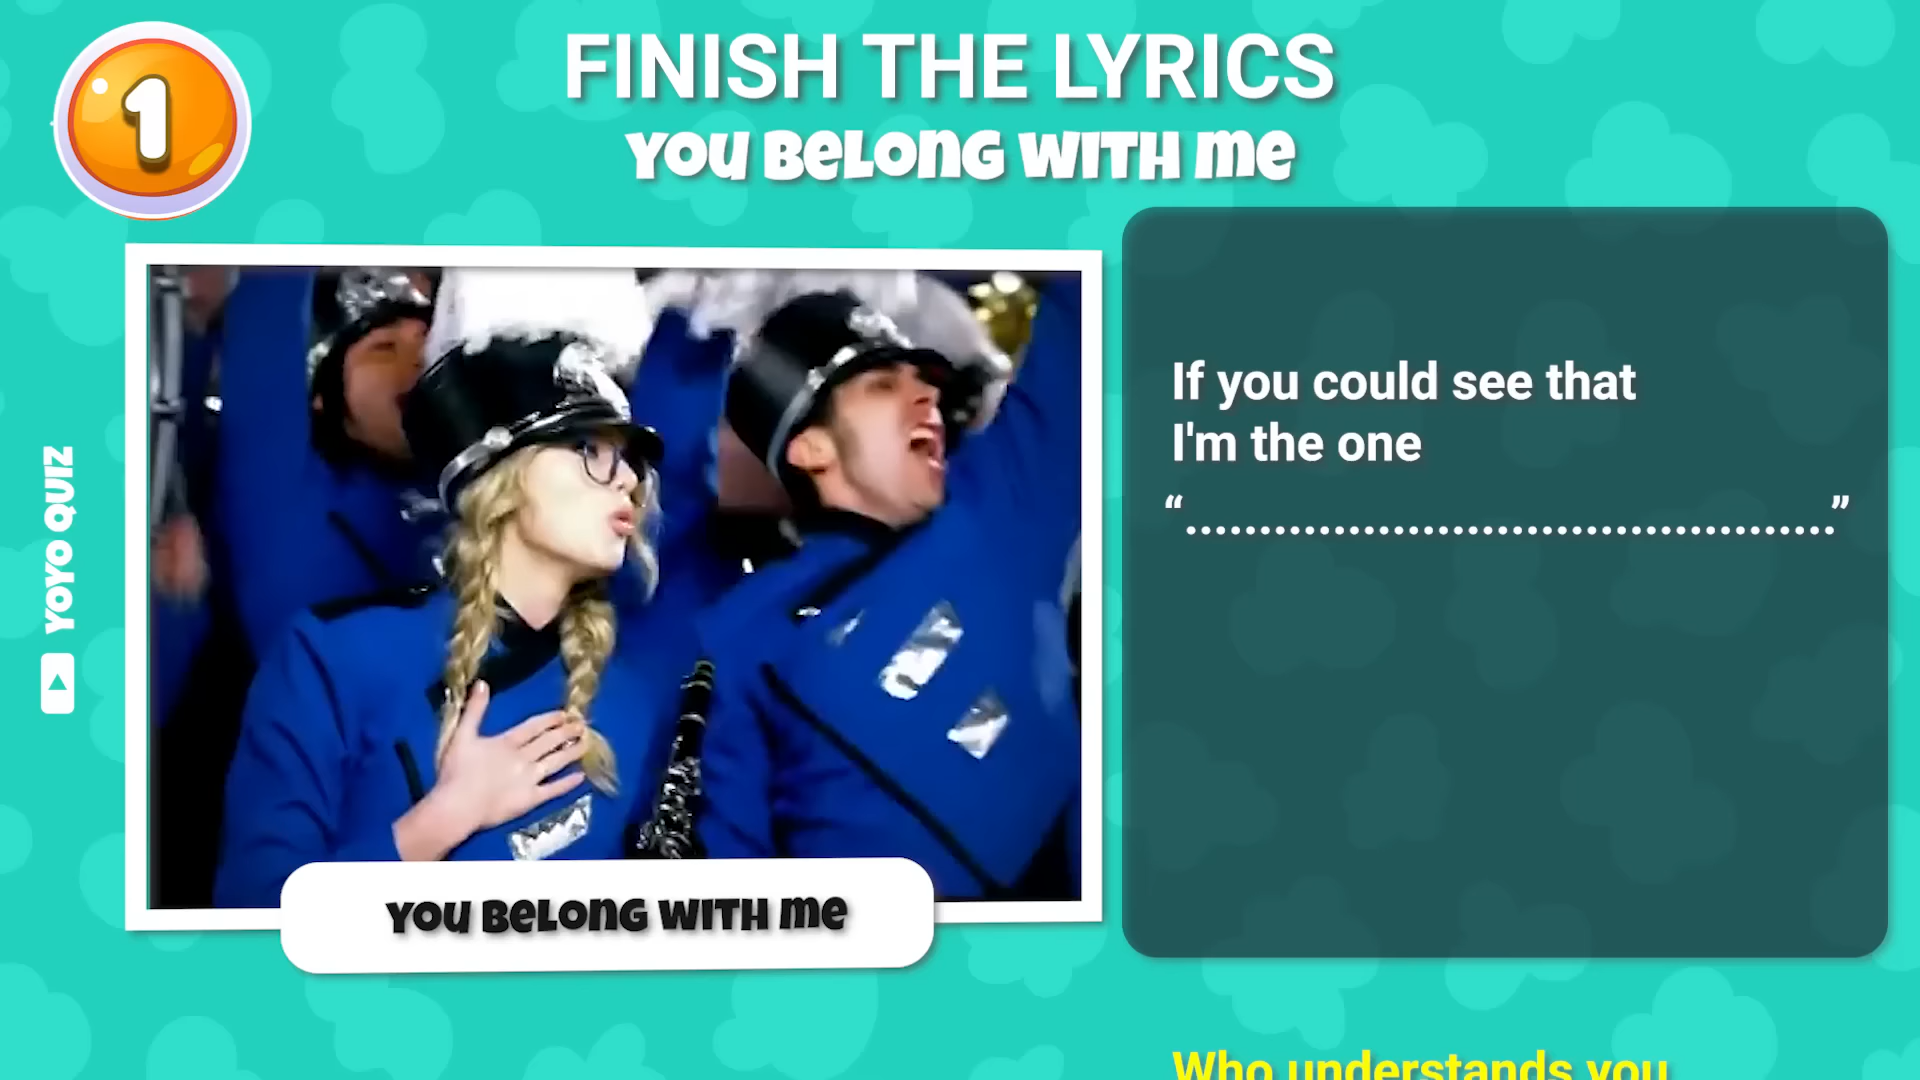 1
FINISH THE LYRICS
YOU BELONG WITH ME
If you could see that
I'm the one
“............................................”
YOYO QUIZ
YOU BELONG WITH ME
Who understands you